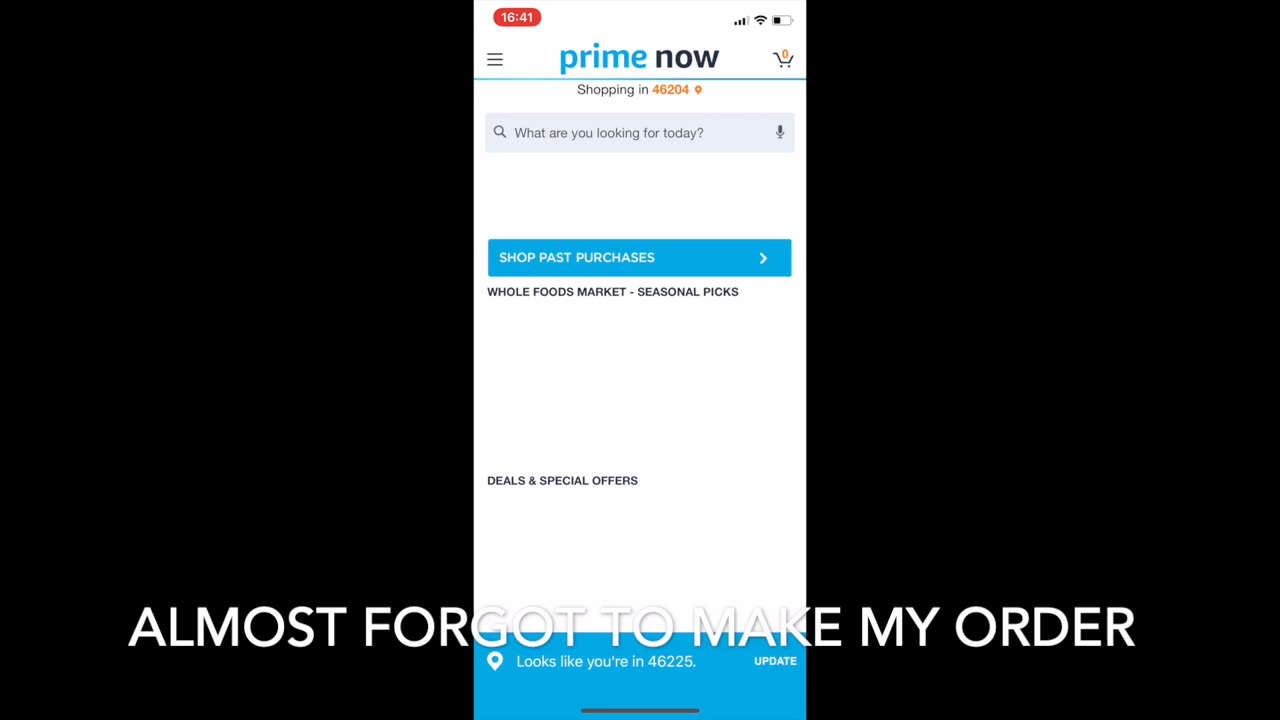 16:41
prime now
0
Shopping in 46204
What are you looking for today?
SHOP PAST PURCHASES
WHOLE FOODS MARKET - SEASONAL PICKS
DEALS & SPECIAL OFFERS
ALMOST FORGOT TO MAKE MY ORDER
Looks like you're in 46225.
UPDATE